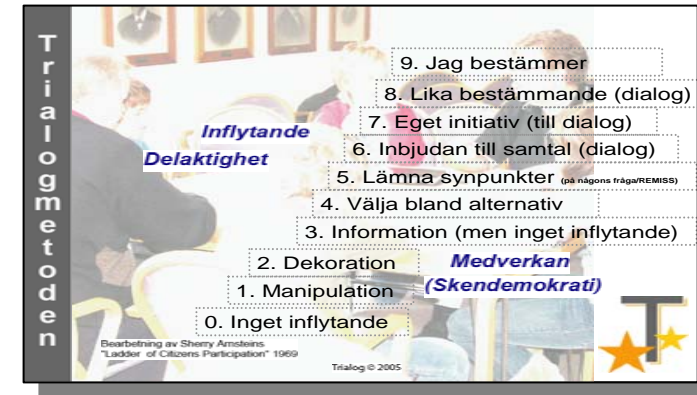 Trialogmetoden
9. Jag bestämmer
8. Lika bestämmande (dialog)
7. Eget initiativ (till dialog)
Inflytande
6. Inbjudan till samtal (dialog)
Delaktighet
5. Lämna synpunkter (på någons fråga/REMISS)
4. Välja bland alternativ
3. Information (men inget inflytande)
2. Dekoration
Medverkan
(Skendemokrati)
1. Manipulation
0. Inget inflytande
Bearbetning av Sherry Arnsteins
"Ladder of Citizens Participation" 1969
Trialog © 2005
T